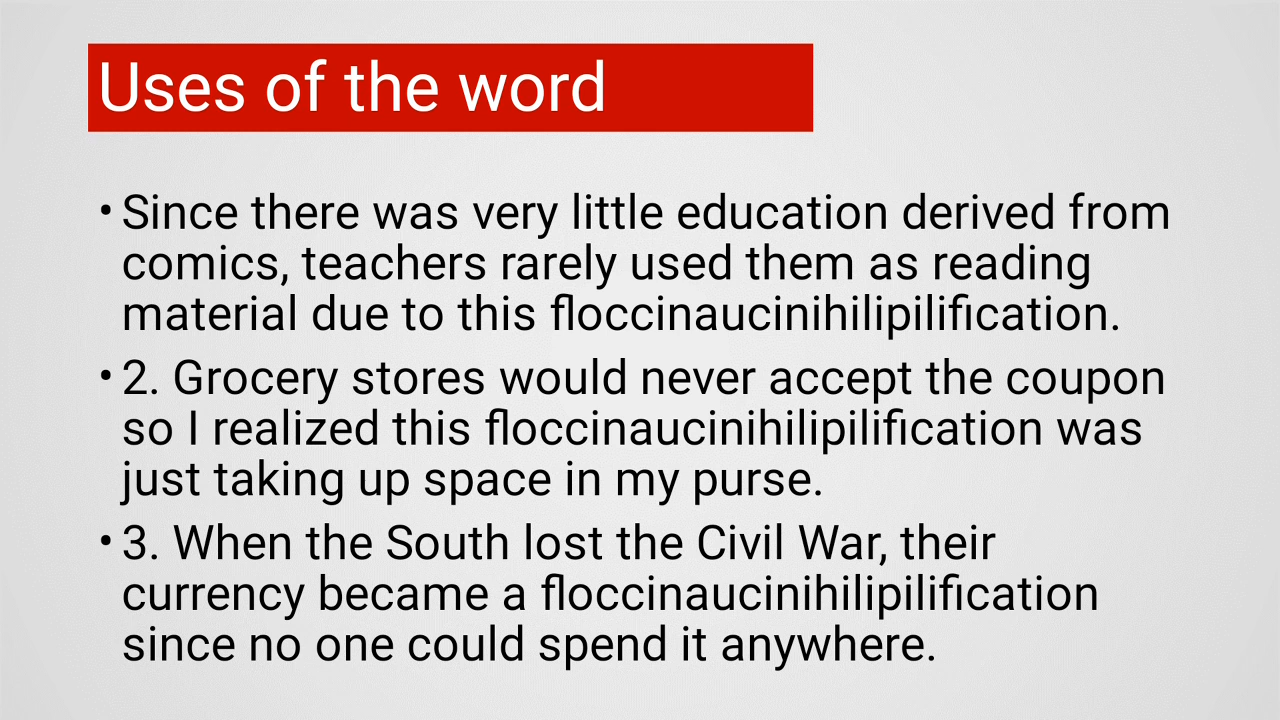 Uses of the word
• Since there was very little education derived from
comics, teachers rarely used them as reading
material due to this floccinaucinihilipilification.
• 2. Grocery stores would never accept the coupon
so I realized this floccinaucinihilipilification was
just taking up space in my purse.
• 3. When the South lost the Civil War, their
currency became a floccinaucinihilipilification
since no one could spend it anywhere.